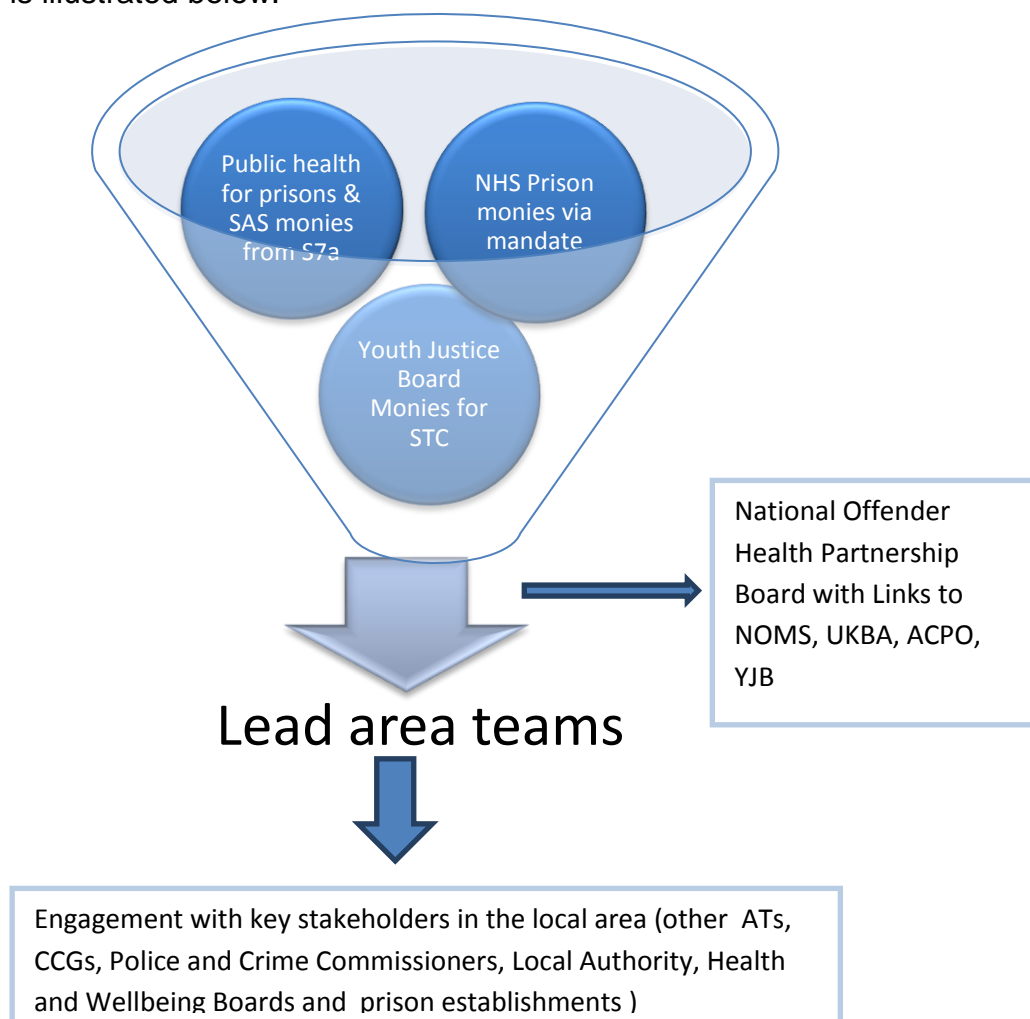 is illustrated below:
Public health
for prisons &
SAS monies
from S7a
NHS Prison
monies via
mandate
Youth Justice
Board
Monies for
STC
National Offender
Health Partnership
Board with Links to
NOMS, UKBA, ACPO,
YJB
Lead area teams
Engagement with key stakeholders in the local area (other ATs,
CCGs, Police and Crime Commissioners, Local Authority, Health
and Wellbeing Boards and prison establishments )